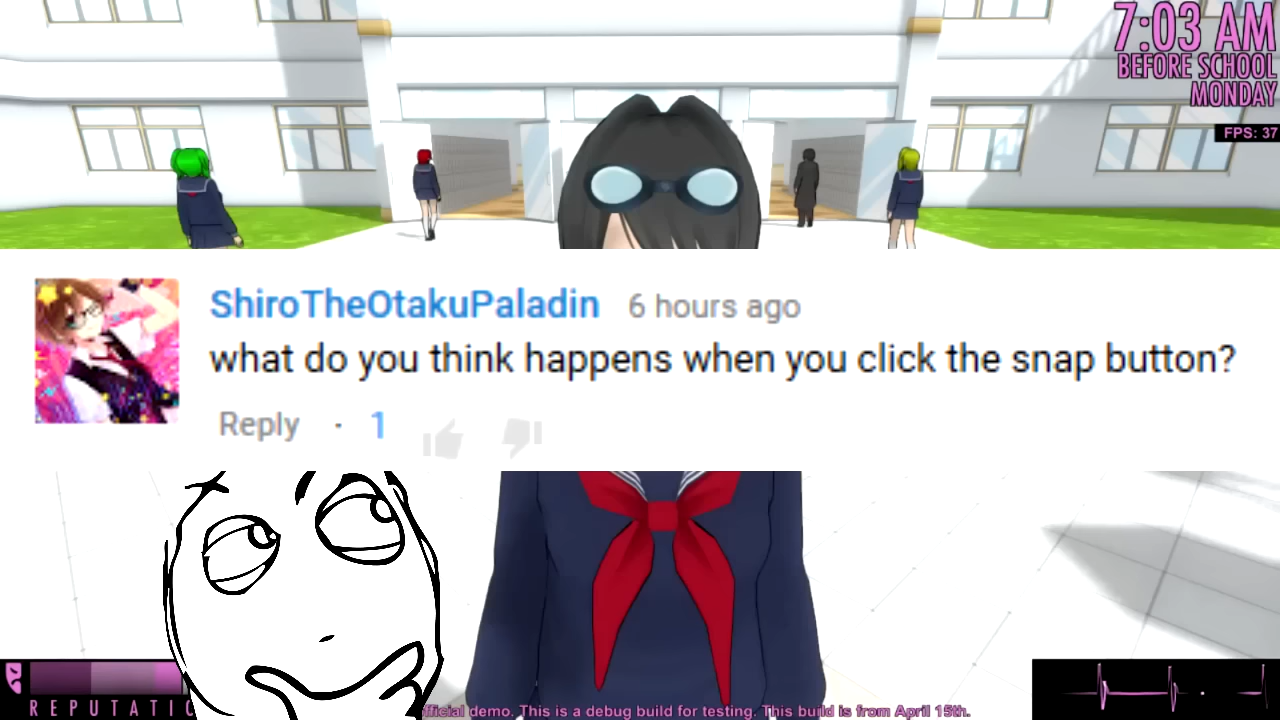 7:03 AM
BEFORE SCHOOL
MONDAY
FPS: 37
ShiroTheOtakuPaladin 6 hours ago
what do you think happens when you click the snap button?
Reply · 1
REPUTATIC
fficial demo. This is a debug build for testing. This build is from April 15th.